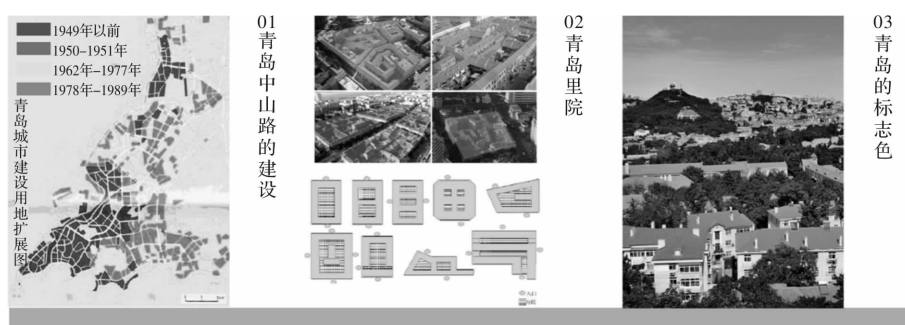 1949年以前
1950-1951年
1962年-1977年
1978年-1989年
青岛城市建设用地扩展图
01
青岛中山路的建设
02
青岛里院
03
青岛的标志色